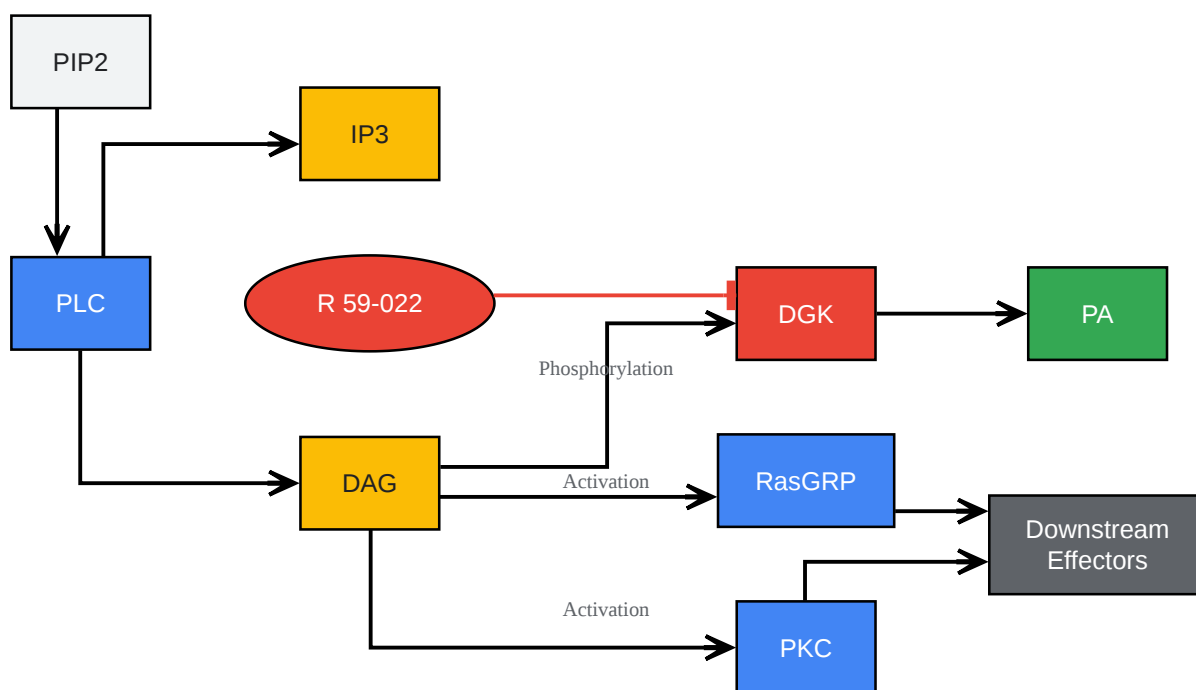 PIP2
IP3
PLC
R 59-022
DGK
PA
Phosphorylation
DAG
Activation
RasGRP
Downstream
Effectors
Activation
PKC